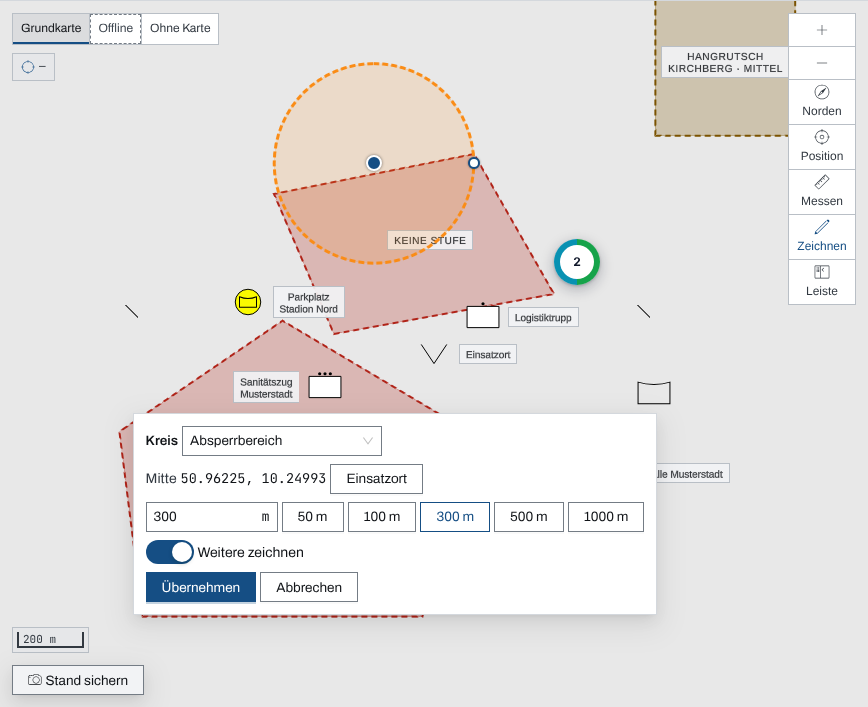 Grundkarte
Offline
Ohne Karte
HANGRUTSCH
KIRCHBERG · MITTEL
Norden
Position
Messen
Zeichnen
Leiste
KEINE STUFE
2
Parkplatz
Stadion Nord
Logistiktrupp
Einsatzort
Sanitätszug
Musterstadt
Kreis
Absperrbereich
Mitte 50.96225, 10.24993
Einsatzort
300 m
50 m
100 m
300 m
500 m
1000 m
lle Musterstadt
Weitere zeichnen
Übernehmen
Abbrechen
200 m
Stand sichern